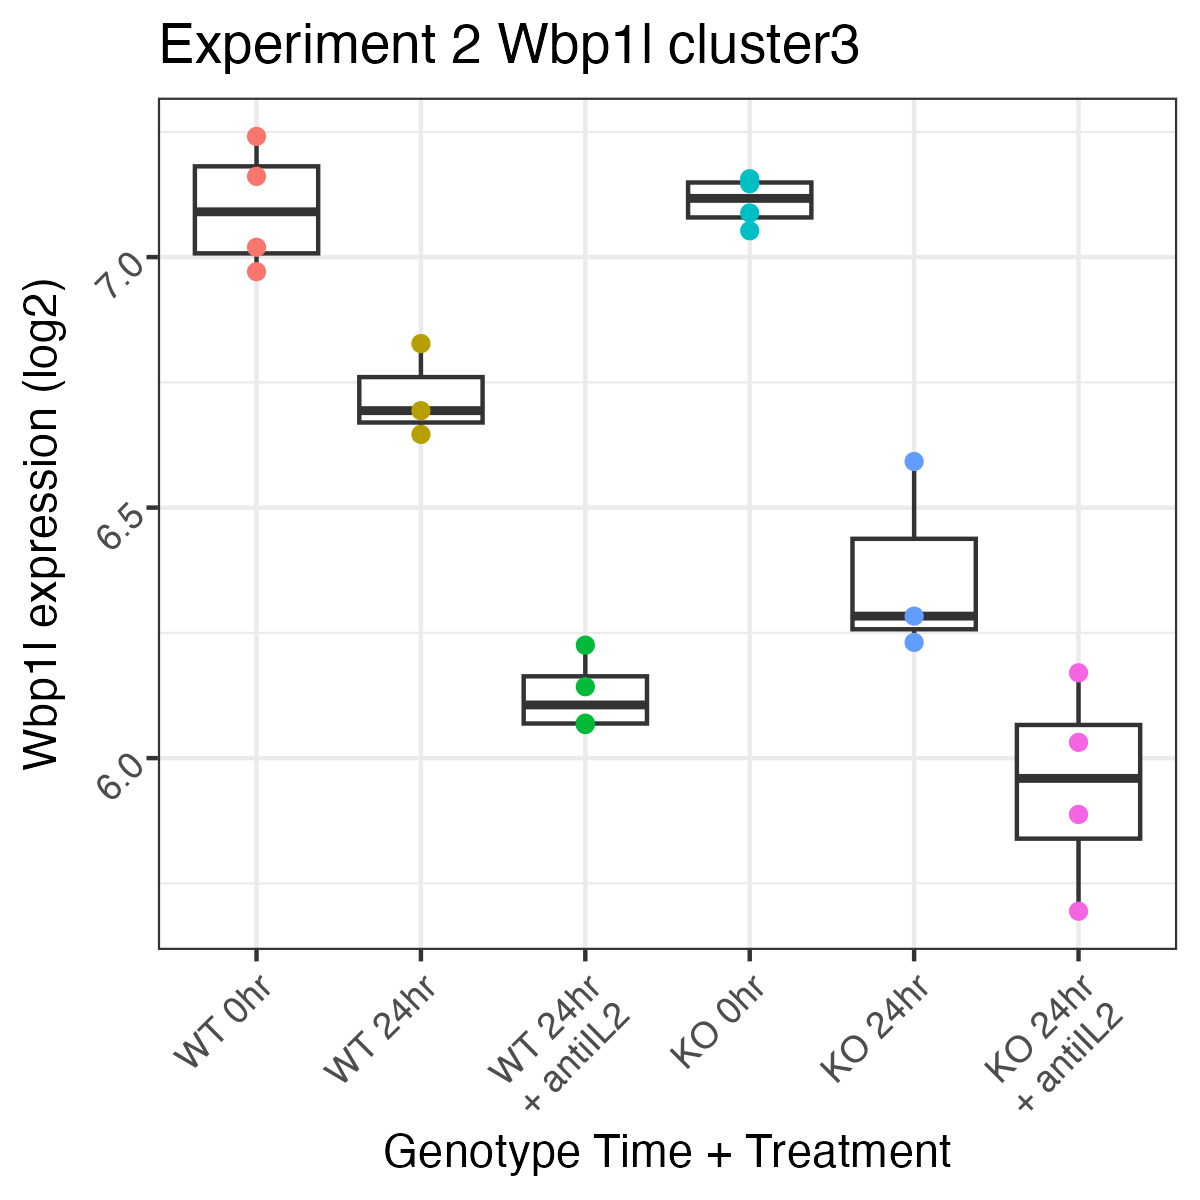 Experiment 2 Wbp1l cluster3
Wbp1l expression (log2)
7.0
6.5
6.0
WT 0hr
WT 24hr
WT 24hr
+ antiIL2
KO 0hr
KO 24hr
KO 24hr
+ antiIL2
Genotype Time + Treatment